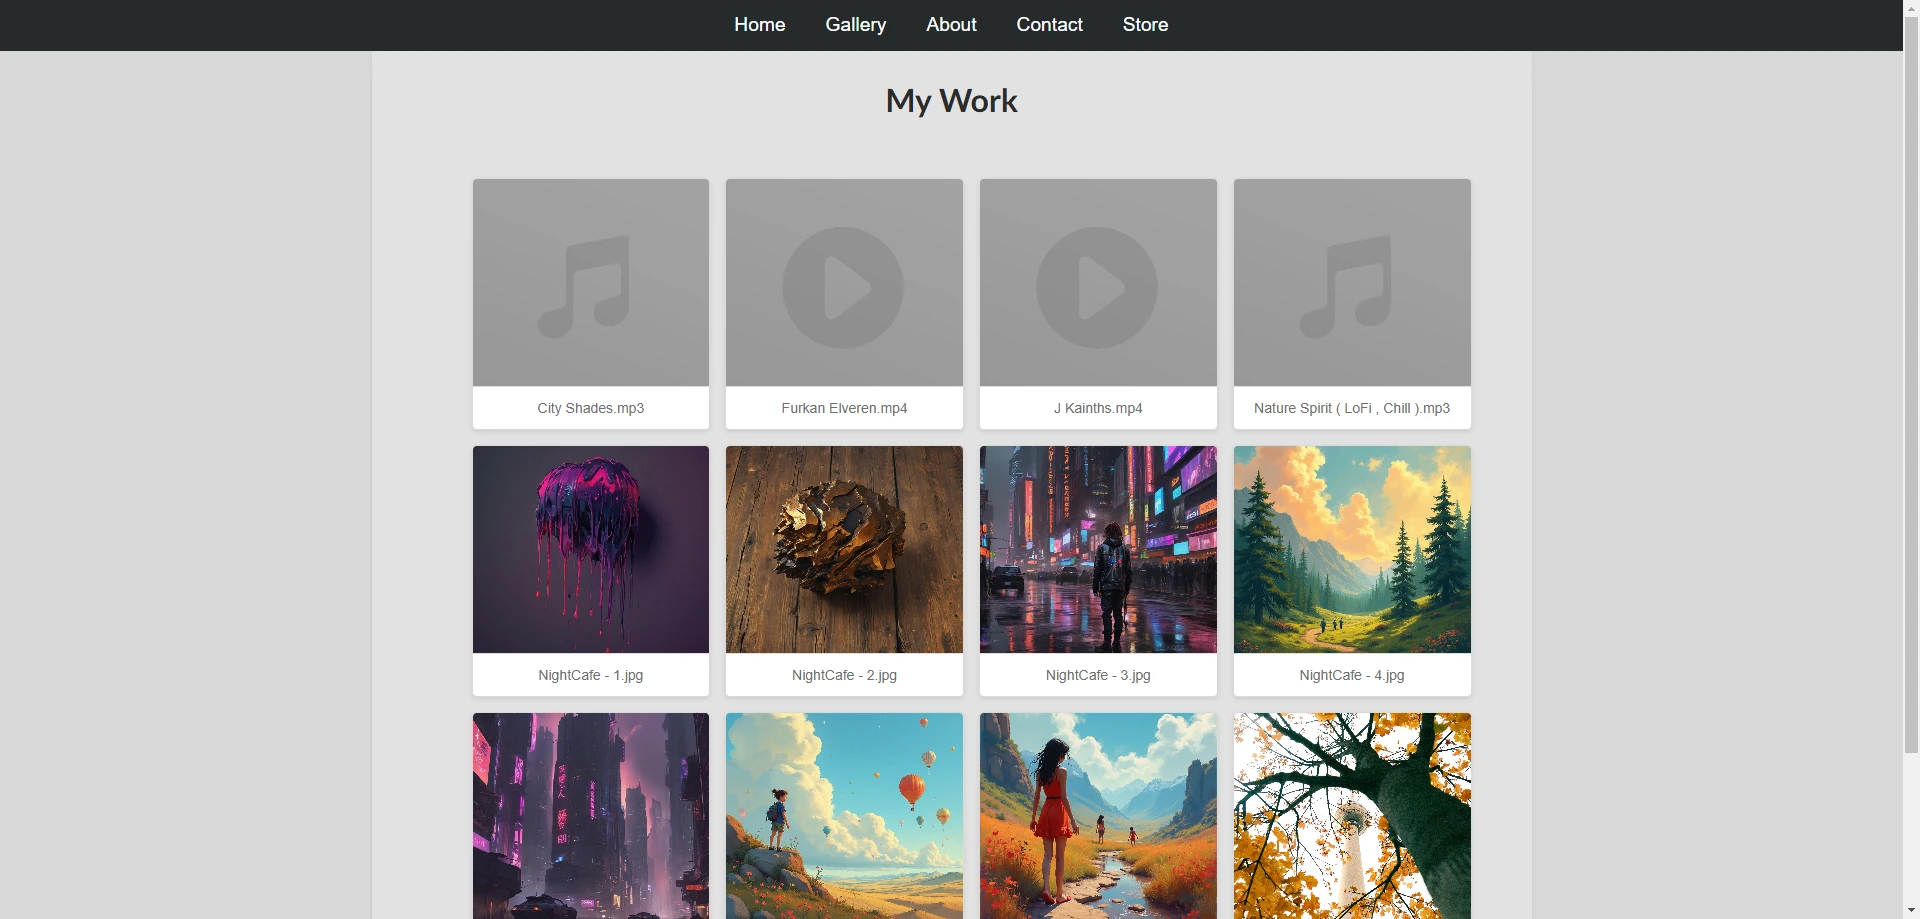 Home Gallery About Contact Store
My Work
City Shades.mp3
Furkan Elveren.mp4
J Kainths.mp4
Nature Spirit ( LoFi , Chill ).mp3
NightCafe - 1.jpg
NightCafe - 2.jpg
NightCafe - 3.jpg
NightCafe - 4.jpg